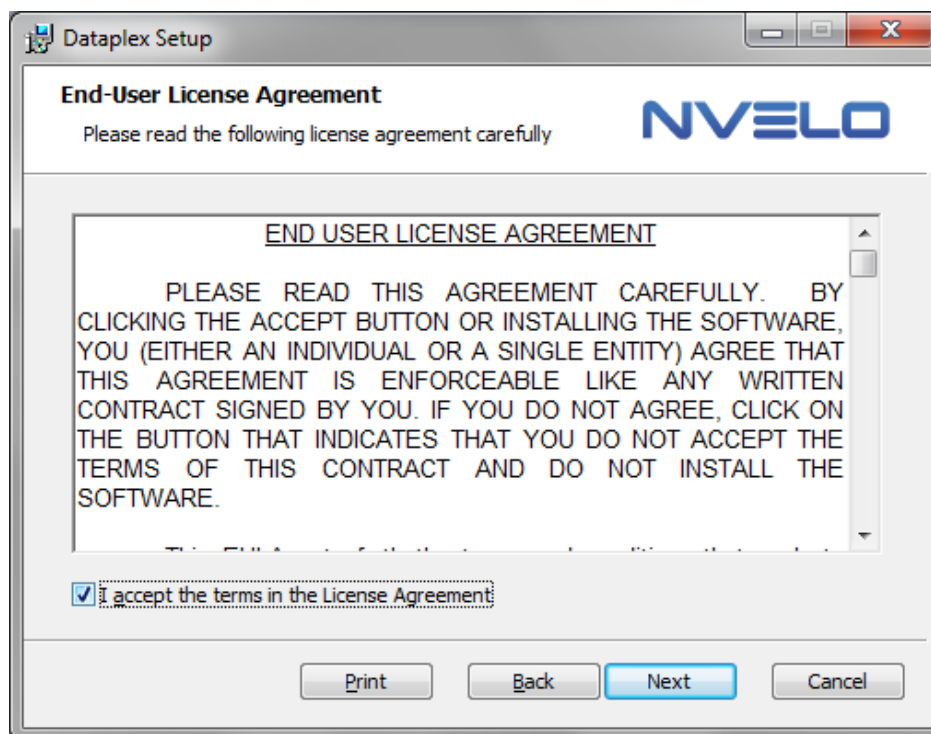 Dataplex Setup
End-User License Agreement
Please read the following license agreement carefully
NVELO
END USER LICENSE AGREEMENT
PLEASE READ THIS AGREEMENT CAREFULLY. BY
CLICKING THE ACCEPT BUTTON OR INSTALLING THE SOFTWARE,
YOU (EITHER AN INDIVIDUAL OR A SINGLE ENTITY) AGREE THAT
THIS AGREEMENT IS ENFORCEABLE LIKE ANY WRITTEN
CONTRACT SIGNED BY YOU. IF YOU DO NOT AGREE, CLICK ON
THE BUTTON THAT INDICATES THAT YOU DO NOT ACCEPT THE
TERMS OF THIS CONTRACT AND DO NOT INSTALL THE
SOFTWARE.
I accept the terms in the License Agreement
Print Back Next Cancel